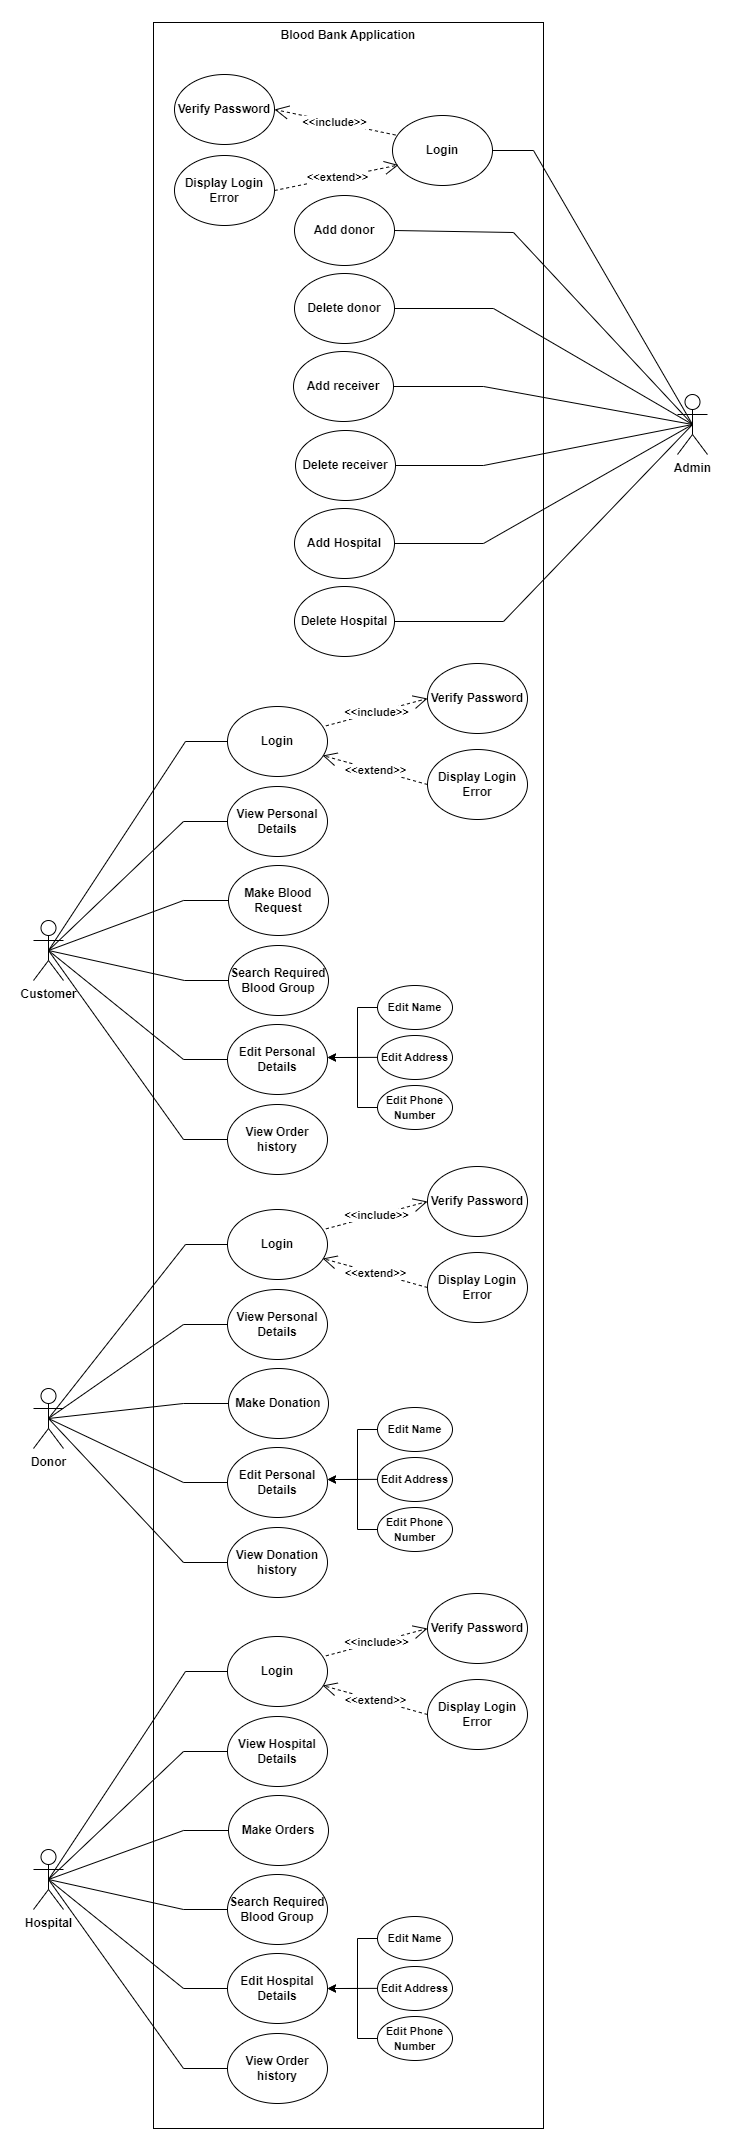 Blood Bank Application
Verify Password
<<include>>
Login
<<extend>>
Display Login
Error
Add donor
Delete donor
Add receiver
Delete receiver
Admin
Add Hospital
Delete Hospital
Verify Password
<<include>>
Login
<<extend>>
Display Login
Error
View Personal
Details
Make Blood
Request
Customer
Search Required
Blood Group
Edit Name
Edit Personal
Details
Edit Address
Edit Phone
Number
View Order
history
Verify Password
<<include>>
Login
<<extend>>
Display Login
Error
View Personal
Details
Make Donation
Donor
Edit Name
Edit Personal
Details
Edit Address
Edit Phone
Number
View Donation
history
Verify Password
<<include>>
Login
<<extend>>
Display Login
Error
View Hospital
Details
Make Orders
Hospital
Search Required
Blood Group
Edit Name
Edit Hospital
Details
Edit Address
Edit Phone
Number
View Order
history